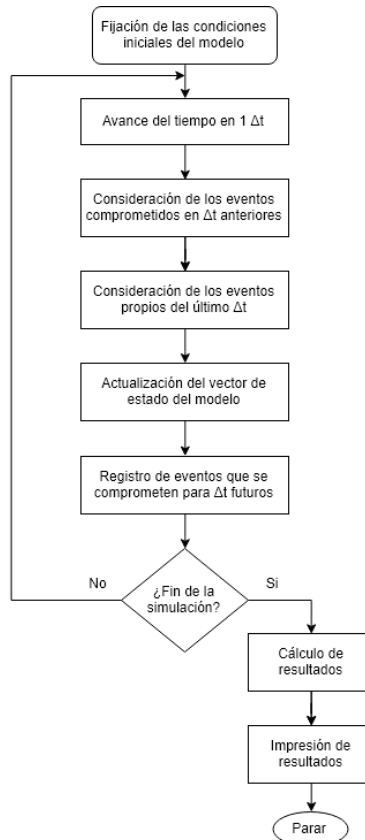 Fijación de las condiciones
iniciales del modelo
Avance del tiempo en 1 Δt
Consideración de los eventos
comprometidos en Δt anteriores
Consideración de los eventos
propios del último Δt
Actualización del vector de
estado del modelo
Registro de eventos que se
comprometen para Δt futuros
¿Fin de la
simulación?
No
Si
Cálculo de
resultados
Impresión de
resultados
Parar